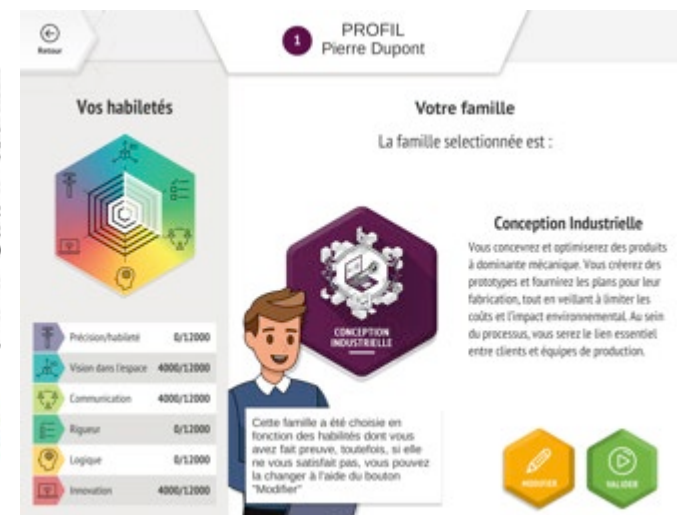 Retour
1
PROFIL
Pierre Dupont
Vos habiletés
Précision/habileté 0/12000
Vision dans l'espace 4000/12000
Communication 4000/12000
Rigueur 0/12000
Logique 0/12000
Innovation 4000/12000
Votre famille
La famille selectionnée est :
CONCEPTION
INDUSTRIELLE
Conception Industrielle
Vous concevrez et optimiserez des produits
à dominante mécanique. Vous créerez des
prototypes et fournirez les plans pour leur
fabrication, tout en veillant à limiter les
coûts et l'impact environnemental. Au sein
du processus, vous serez le lien essentiel
entre clients et équipes de production.
Cette famille a été choisie en
fonction des habilités dont vous
avez fait preuve, toutefois, si elle
ne vous satisfait pas, vous pouvez
la changer à l'aide du bouton
"Modifier"
MODIFIER
VALIDER